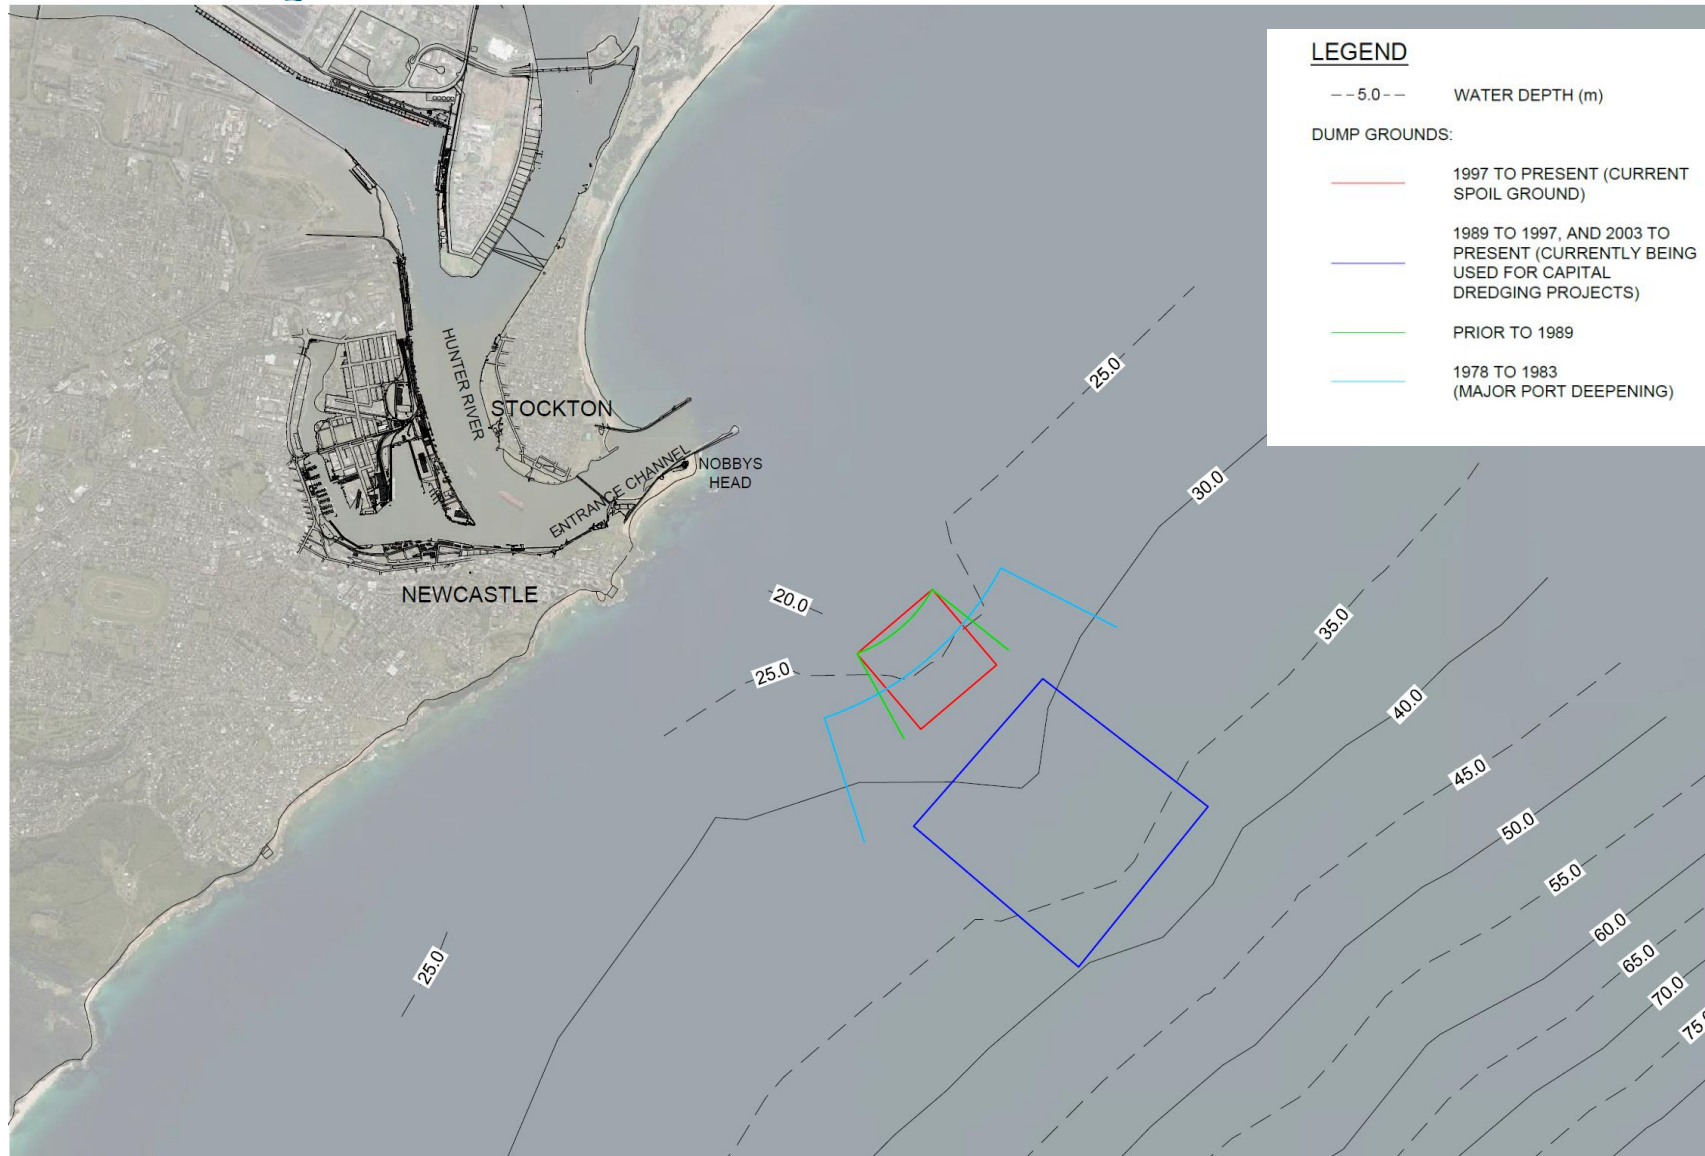 LEGEND
5.0 WATER DEPTH (m)
DUMP GROUNDS:
1997 TO PRESENT (CURRENT
SPOIL GROUND)
1989 TO 1997, AND 2003 TO
PRESENT (CURRENTLY BEING
USED FOR CAPITAL
DREDGING PROJECTS)
PRIOR TO 1989
1978 TO 1983
(MAJOR PORT DEEPENING)
HUNTER RIVER
STOCKTON
ENTRANCE CHANNEL
NOBBYS
HEAD
NEWCASTLE
25.0
30.0
20.0
25.0
35.0
40.0
45.0
50.0
55.0
60.0
65.0
70.0
25.0